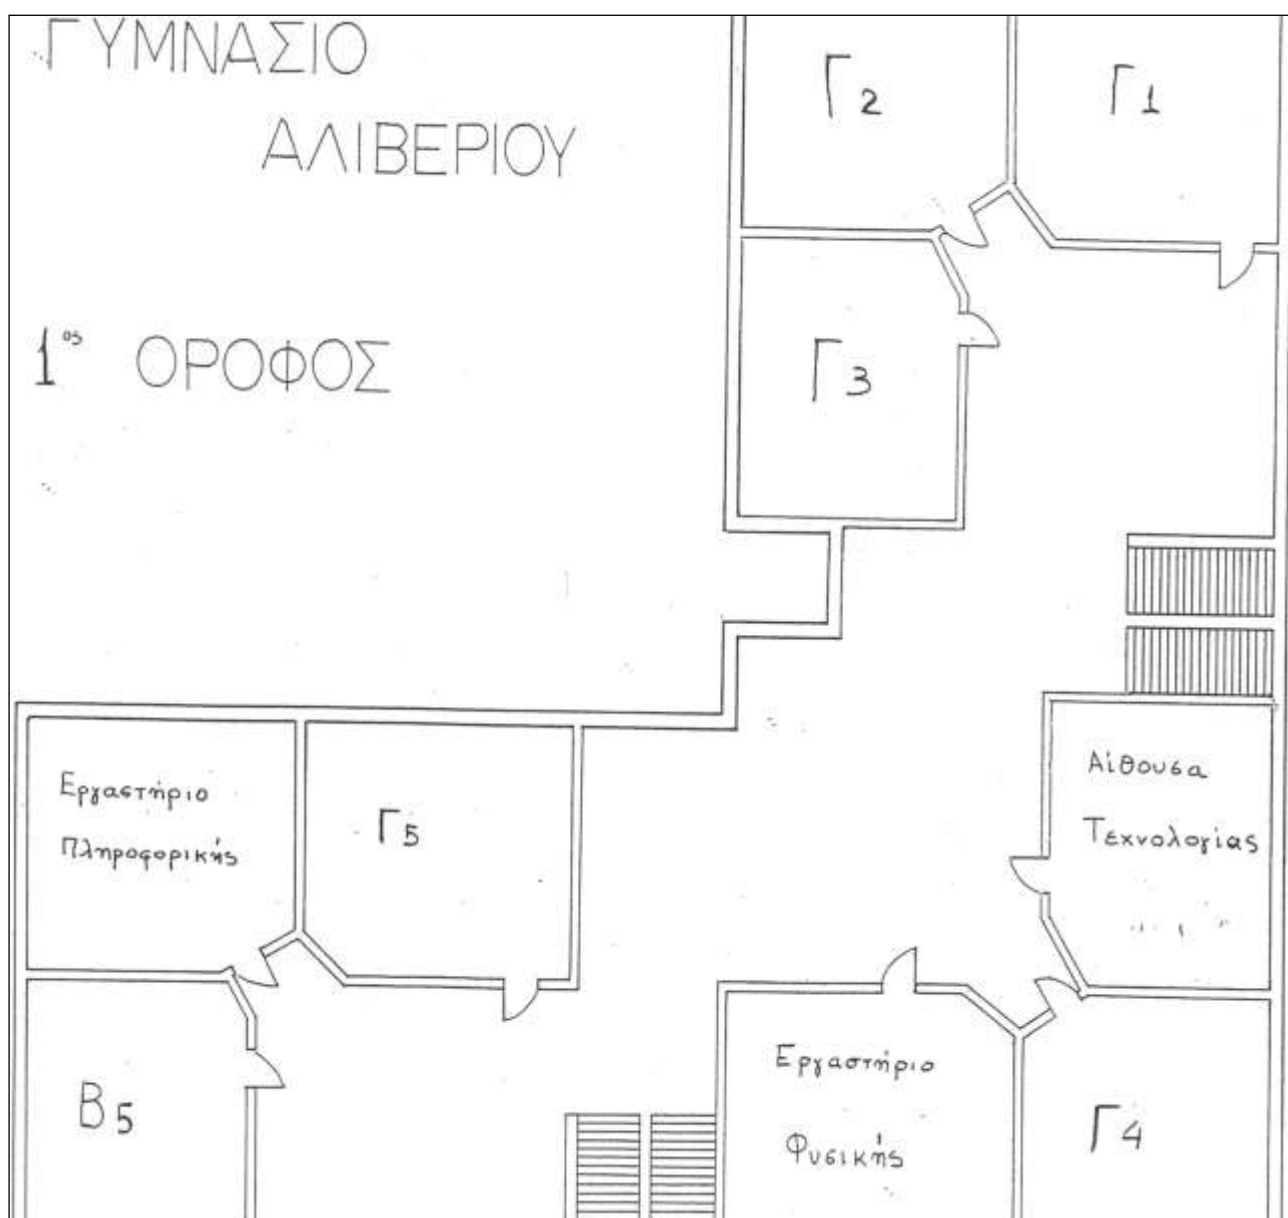 ΓΥΜΝΑΣΙΟ
ΑΛΙΒΕΡΙΟΥ
1ος ΟΡΟΦΟΣ
Γ2
Γ1
Γ3
Εργαστήριο
Πληροφορικής
Γ5
Αίθουσα
Τεχνολογίας
Β5
Εργαστήριο
Φυσικής
Γ4